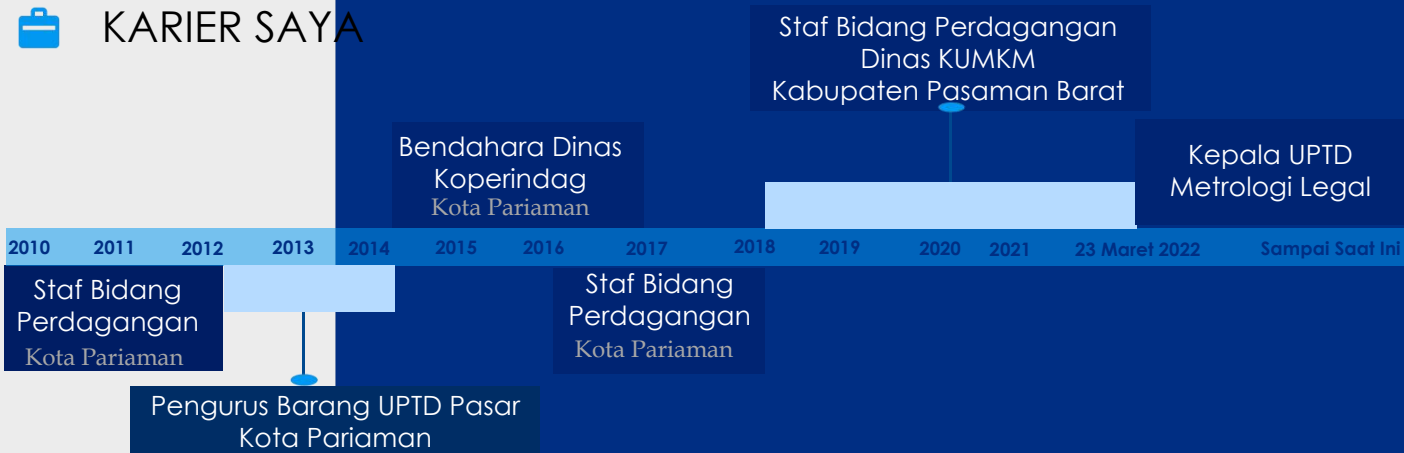 KARIER SAYA
Staf Bidang Perdagangan
Dinas KUMKM
Kabupaten Pasaman Barat
Bendahara Dinas
Koperindag
Kota Pariaman
Kepala UPTD
Metrologi Legal
2010 2011 2012 2013 2014 2015 2016 2017 2018 2019 2020 2021 23 Maret 2022 Sampai Saat Ini
Staf Bidang
Perdagangan
Kota Pariaman
Staf Bidang
Perdagangan
Kota Pariaman
Pengurus Barang UPTD Pasar
Kota Pariaman